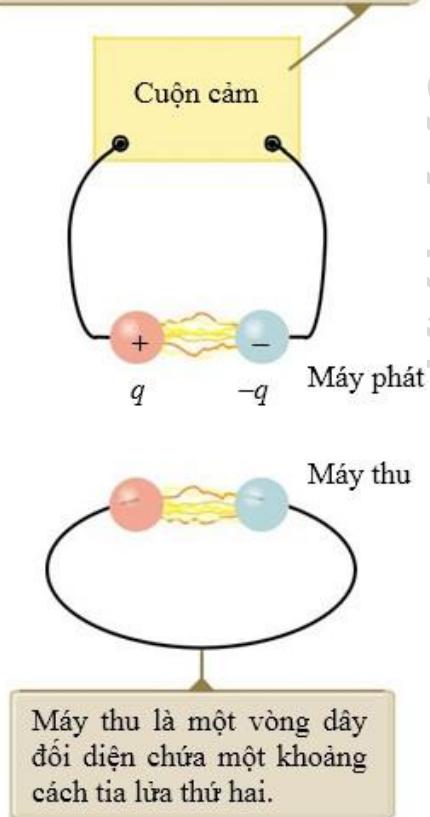 Cuộn cảm
+ −
q −q
Máy phát
Máy thu
Máy thu là một vòng dây
đối diện chứa một khoảng
cách tia lửa thứ hai.